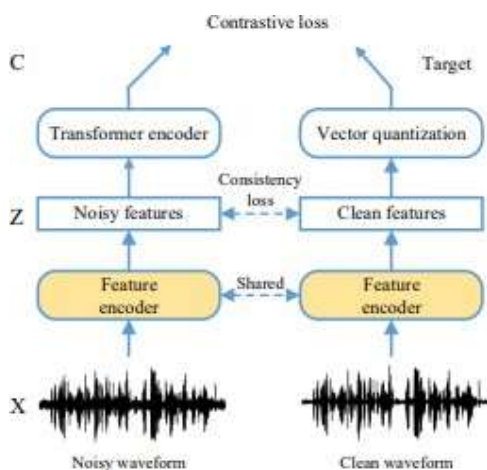 Contrastive loss
C
Target
Transformer encoder
Vector quantization
Consistency
loss
Z
Noisy features
Clean features
Feature
encoder
Shared
Feature
encoder
X
Noisy waveform
Clean waveform